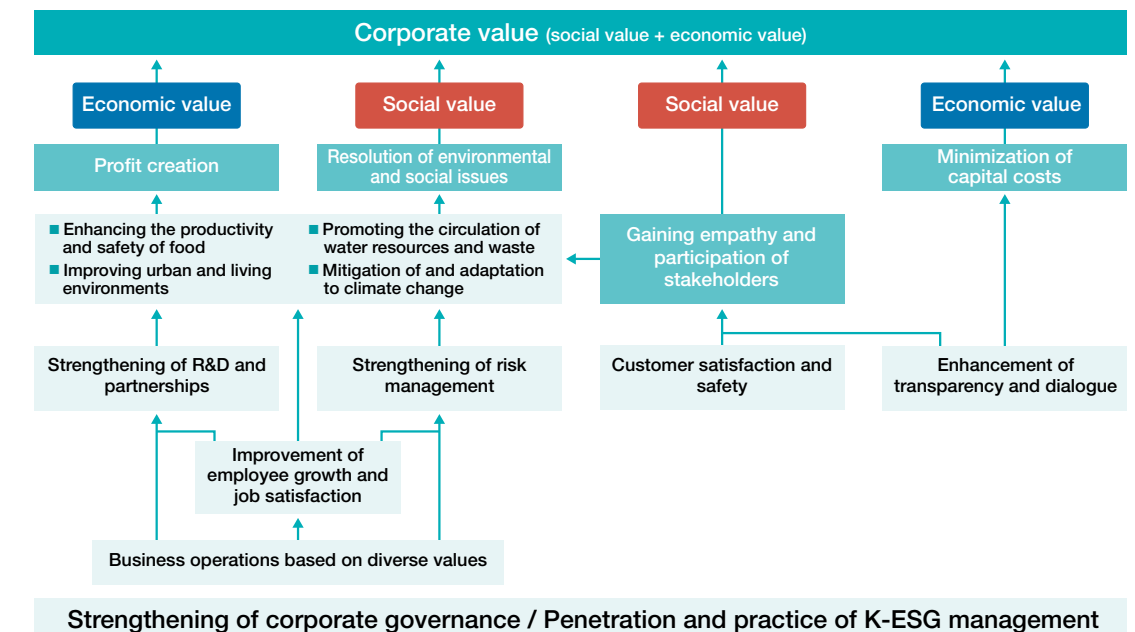 Corporate value (social value + economic value)
Economic value
Social value
Social value
Economic value
Profit creation
Resolution of environmental
and social issues
Minimization of
capital costs
■ Enhancing the productivity
and safety of food
■ Improving urban and living
environments
■ Promoting the circulation of
water resources and waste
■ Mitigation of and adaptation
to climate change
Gaining empathy and
participation of
stakeholders
Strengthening of R&D and
partnerships
Strengthening of risk
management
Customer satisfaction and
safety
Enhancement of
transparency and dialogue
Improvement of
employee growth and
job satisfaction
Business operations based on diverse values
Strengthening of corporate governance / Penetration and practice of K-ESG management